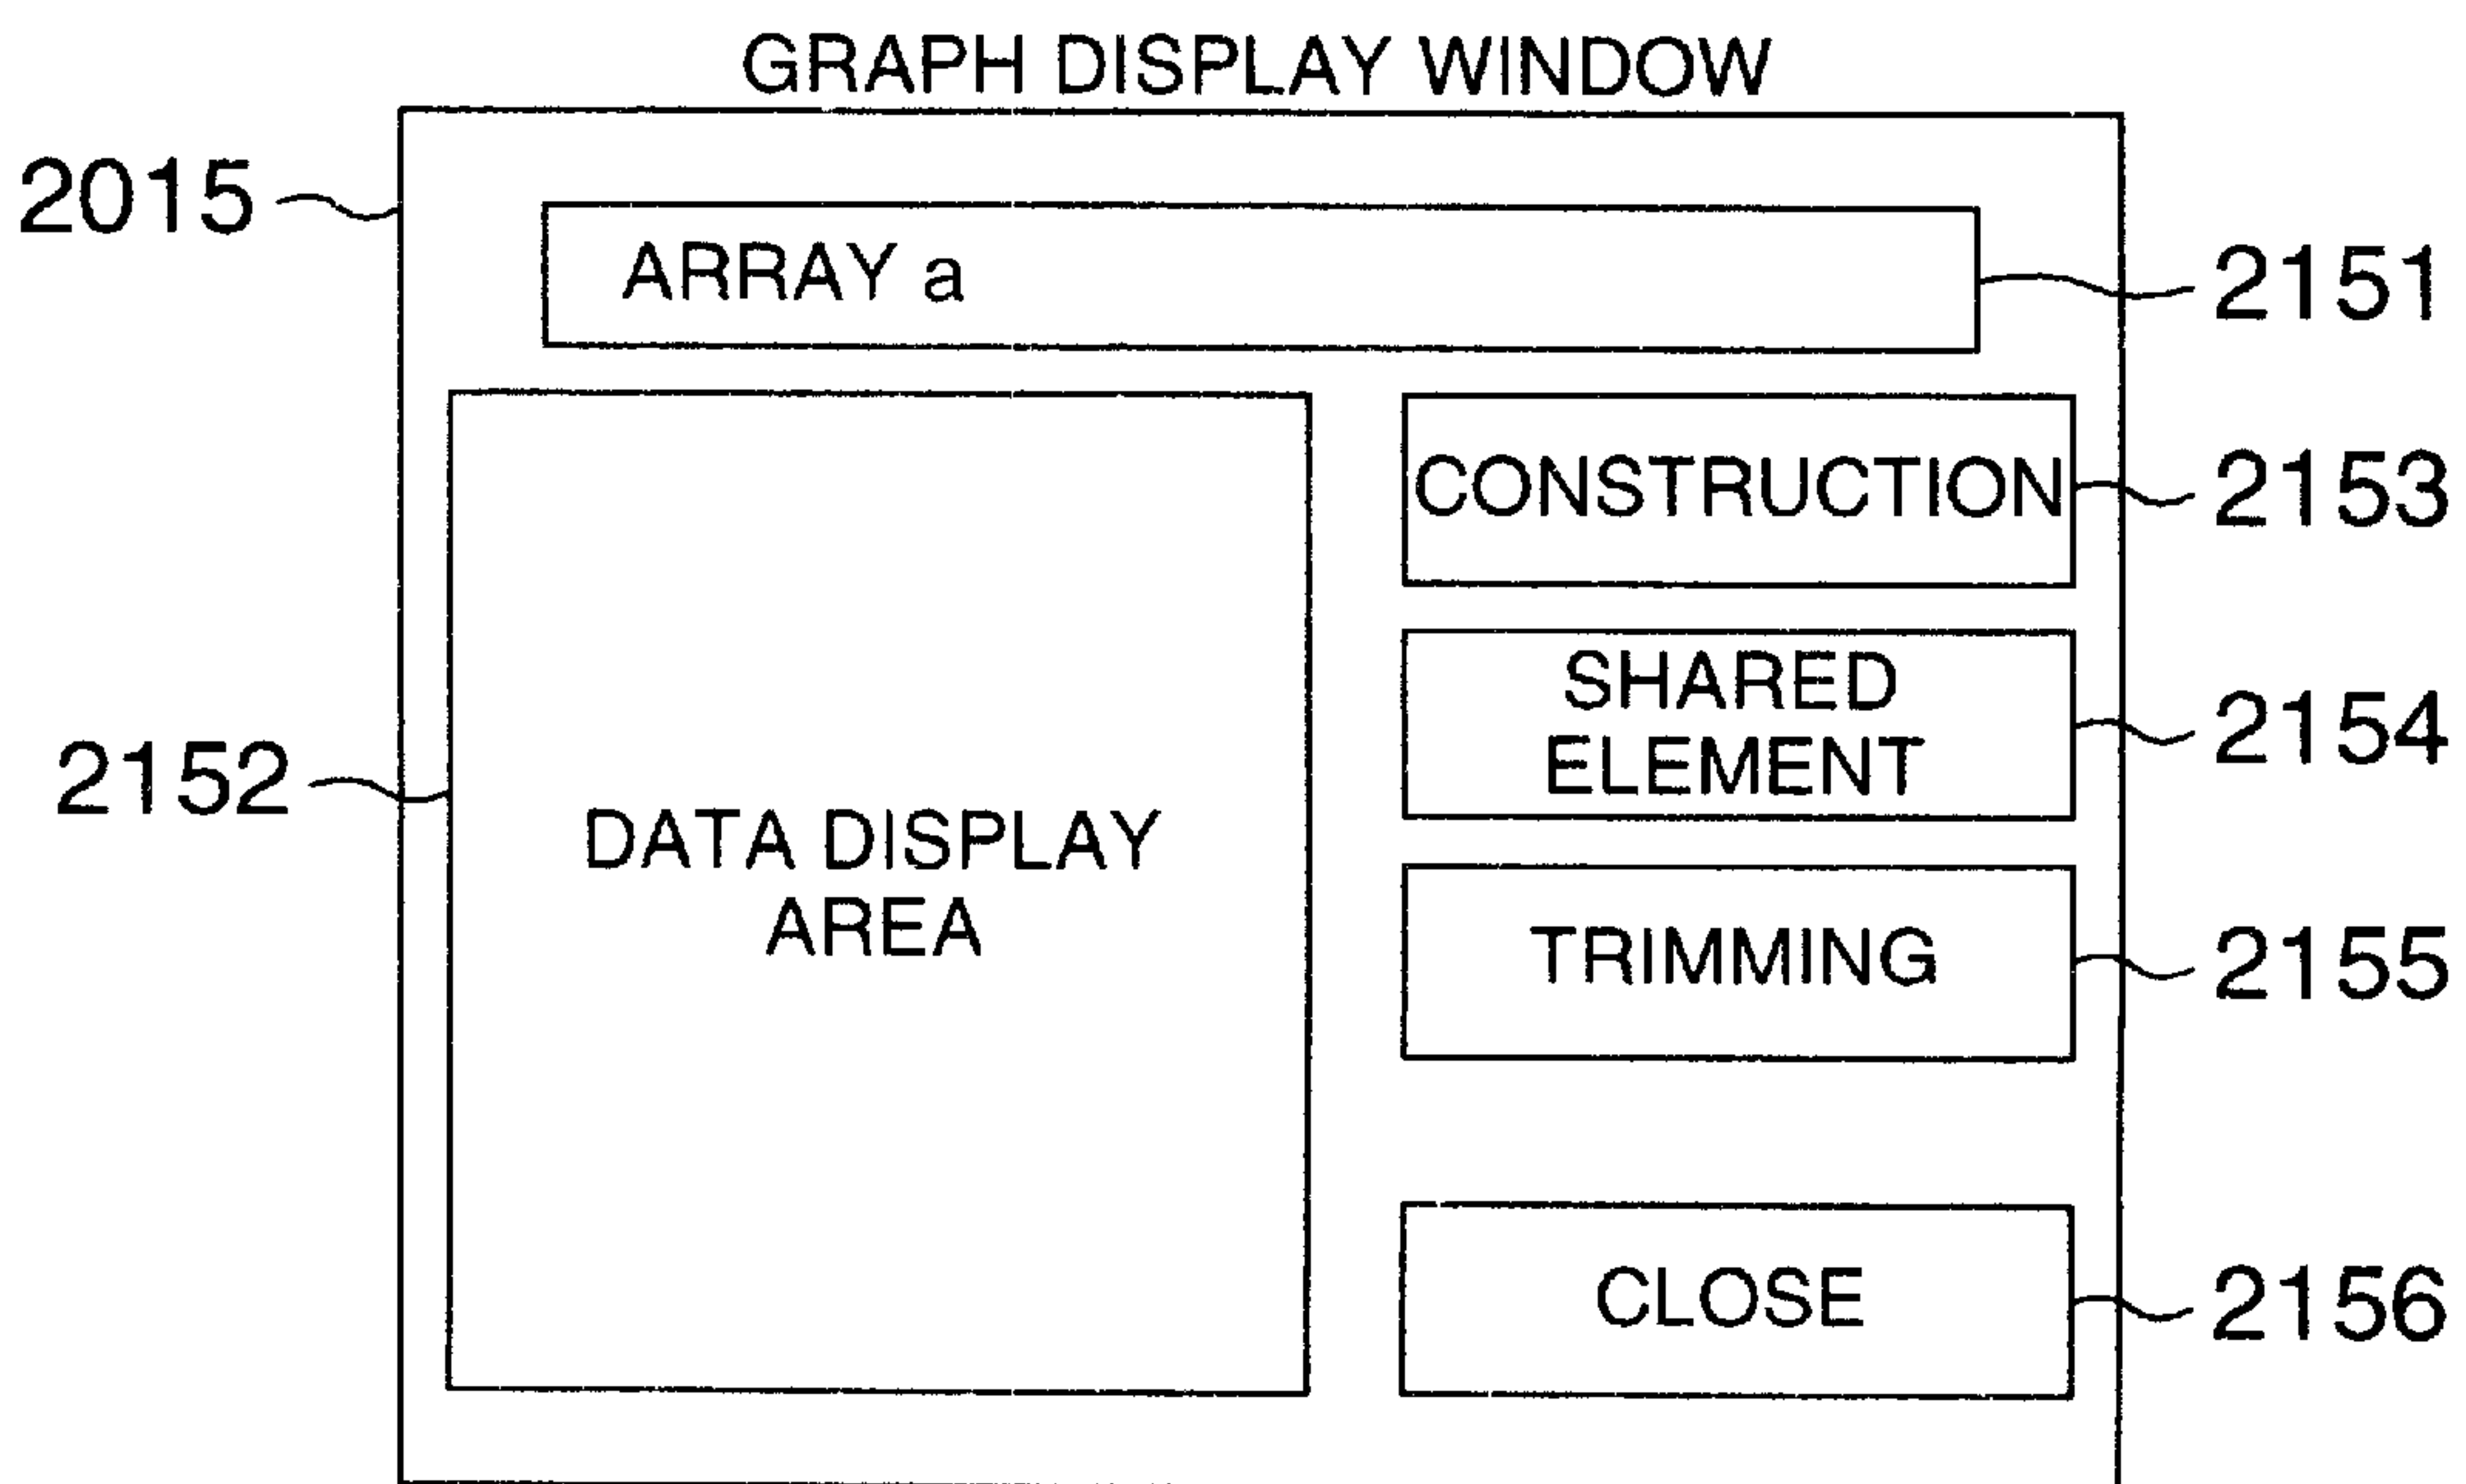 GRAPH DISPLAY WINDOW
2015
ARRAY a
2151
CONSTRUCTION
2153
SHARED
ELEMENT
2154
2152
DATA DISPLAY
AREA
TRIMMING
2155
CLOSE
2156